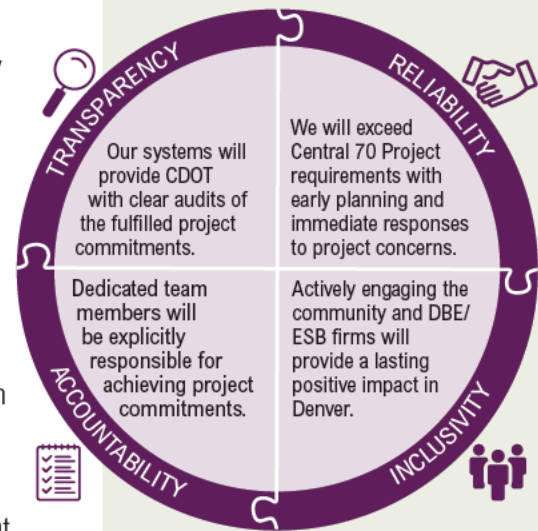 TRANSPARENCY
Our systems will
provide CDOT
with clear audits of
the fulfilled project
commitments.
RELIABILITY
We will exceed
Central 70 Project
requirements with
early planning and
immediate responses
to project concerns.
ACCOUNTABILITY
Dedicated team
members will
be explicitly
responsible for
achieving project
commitments.
INCLUSIVITY
Actively engaging the
community and DBE/
ESB firms will
provide a lasting
positive impact in
Denver.